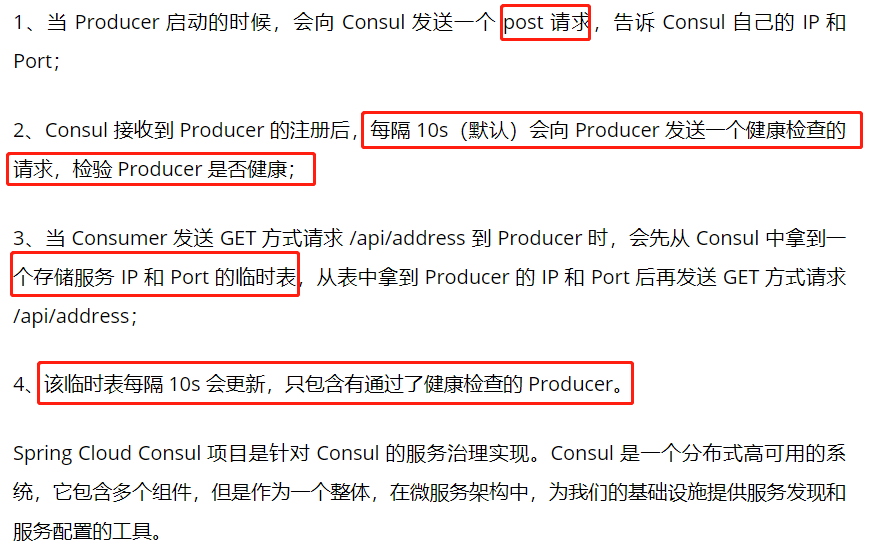 1、当 Producer 启动的时候，会向 Consul 发送一个 post 请求，告诉 Consul 自己的 IP 和
Port；
2、Consul 接收到 Producer 的注册后，每隔 10s（默认）会向 Producer 发送一个健康检查的
请求，检验 Producer 是否健康；
3、当 Consumer 发送 GET 方式请求 /api/address 到 Producer 时，会先从 Consul 中拿到一
个存储服务 IP 和 Port 的临时表，从表中拿到 Producer 的 IP 和 Port 后再发送 GET 方式请求
/api/address；
4、该临时表每隔 10s 会更新，只包含有通过了健康检查的 Producer。
Spring Cloud Consul 项目是针对 Consul 的服务治理实现。Consul 是一个分布式高可用的系
统，它包含多个组件，但是作为一个整体，在微服务架构中，为我们的基础设施提供服务发现和
服务配置的工具。